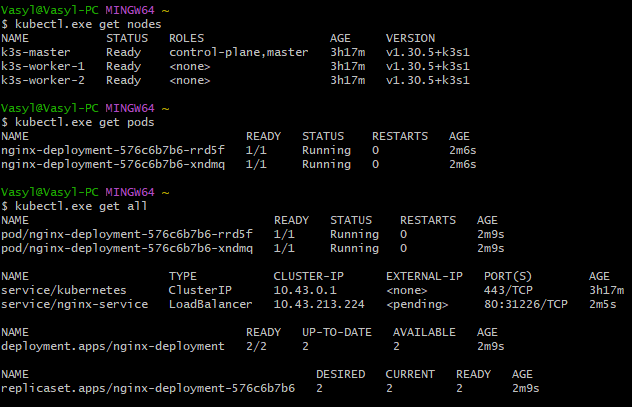 Vasyl@Vasyl-PC MINGW64 ~
$ kubectl.exe get nodes
NAME STATUS ROLES AGE VERSION
k3s-master Ready control-plane,master 3h17m v1.30.5+k3s1
k3s-worker-1 Ready <none> 3h17m v1.30.5+k3s1
k3s-worker-2 Ready <none> 3h17m v1.30.5+k3s1
Vasyl@Vasyl-PC MINGW64 ~
$ kubectl.exe get pods
NAME READY STATUS RESTARTS AGE
nginx-deployment-576c6b7b6-rrd5f 1/1 Running 0 2m6s
nginx-deployment-576c6b7b6-xndmq 1/1 Running 0 2m6s
Vasyl@Vasyl-PC MINGW64 ~
$ kubectl.exe get all
NAME READY STATUS RESTARTS AGE
pod/nginx-deployment-576c6b7b6-rrd5f 1/1 Running 0 2m9s
pod/nginx-deployment-576c6b7b6-xndmq 1/1 Running 0 2m9s
NAME TYPE CLUSTER-IP EXTERNAL-IP PORT(S) AGE
service/kubernetes ClusterIP 10.43.0.1 <none> 443/TCP 3h17m
service/nginx-service LoadBalancer 10.43.213.224 <pending> 80:31226/TCP 2m5s
NAME READY UP-TO-DATE AVAILABLE AGE
deployment.apps/nginx-deployment 2/2 2 2 2m9s
NAME DESIRED CURRENT READY AGE
replicaset.apps/nginx-deployment-576c6b7b6 2 2 2 2m9s